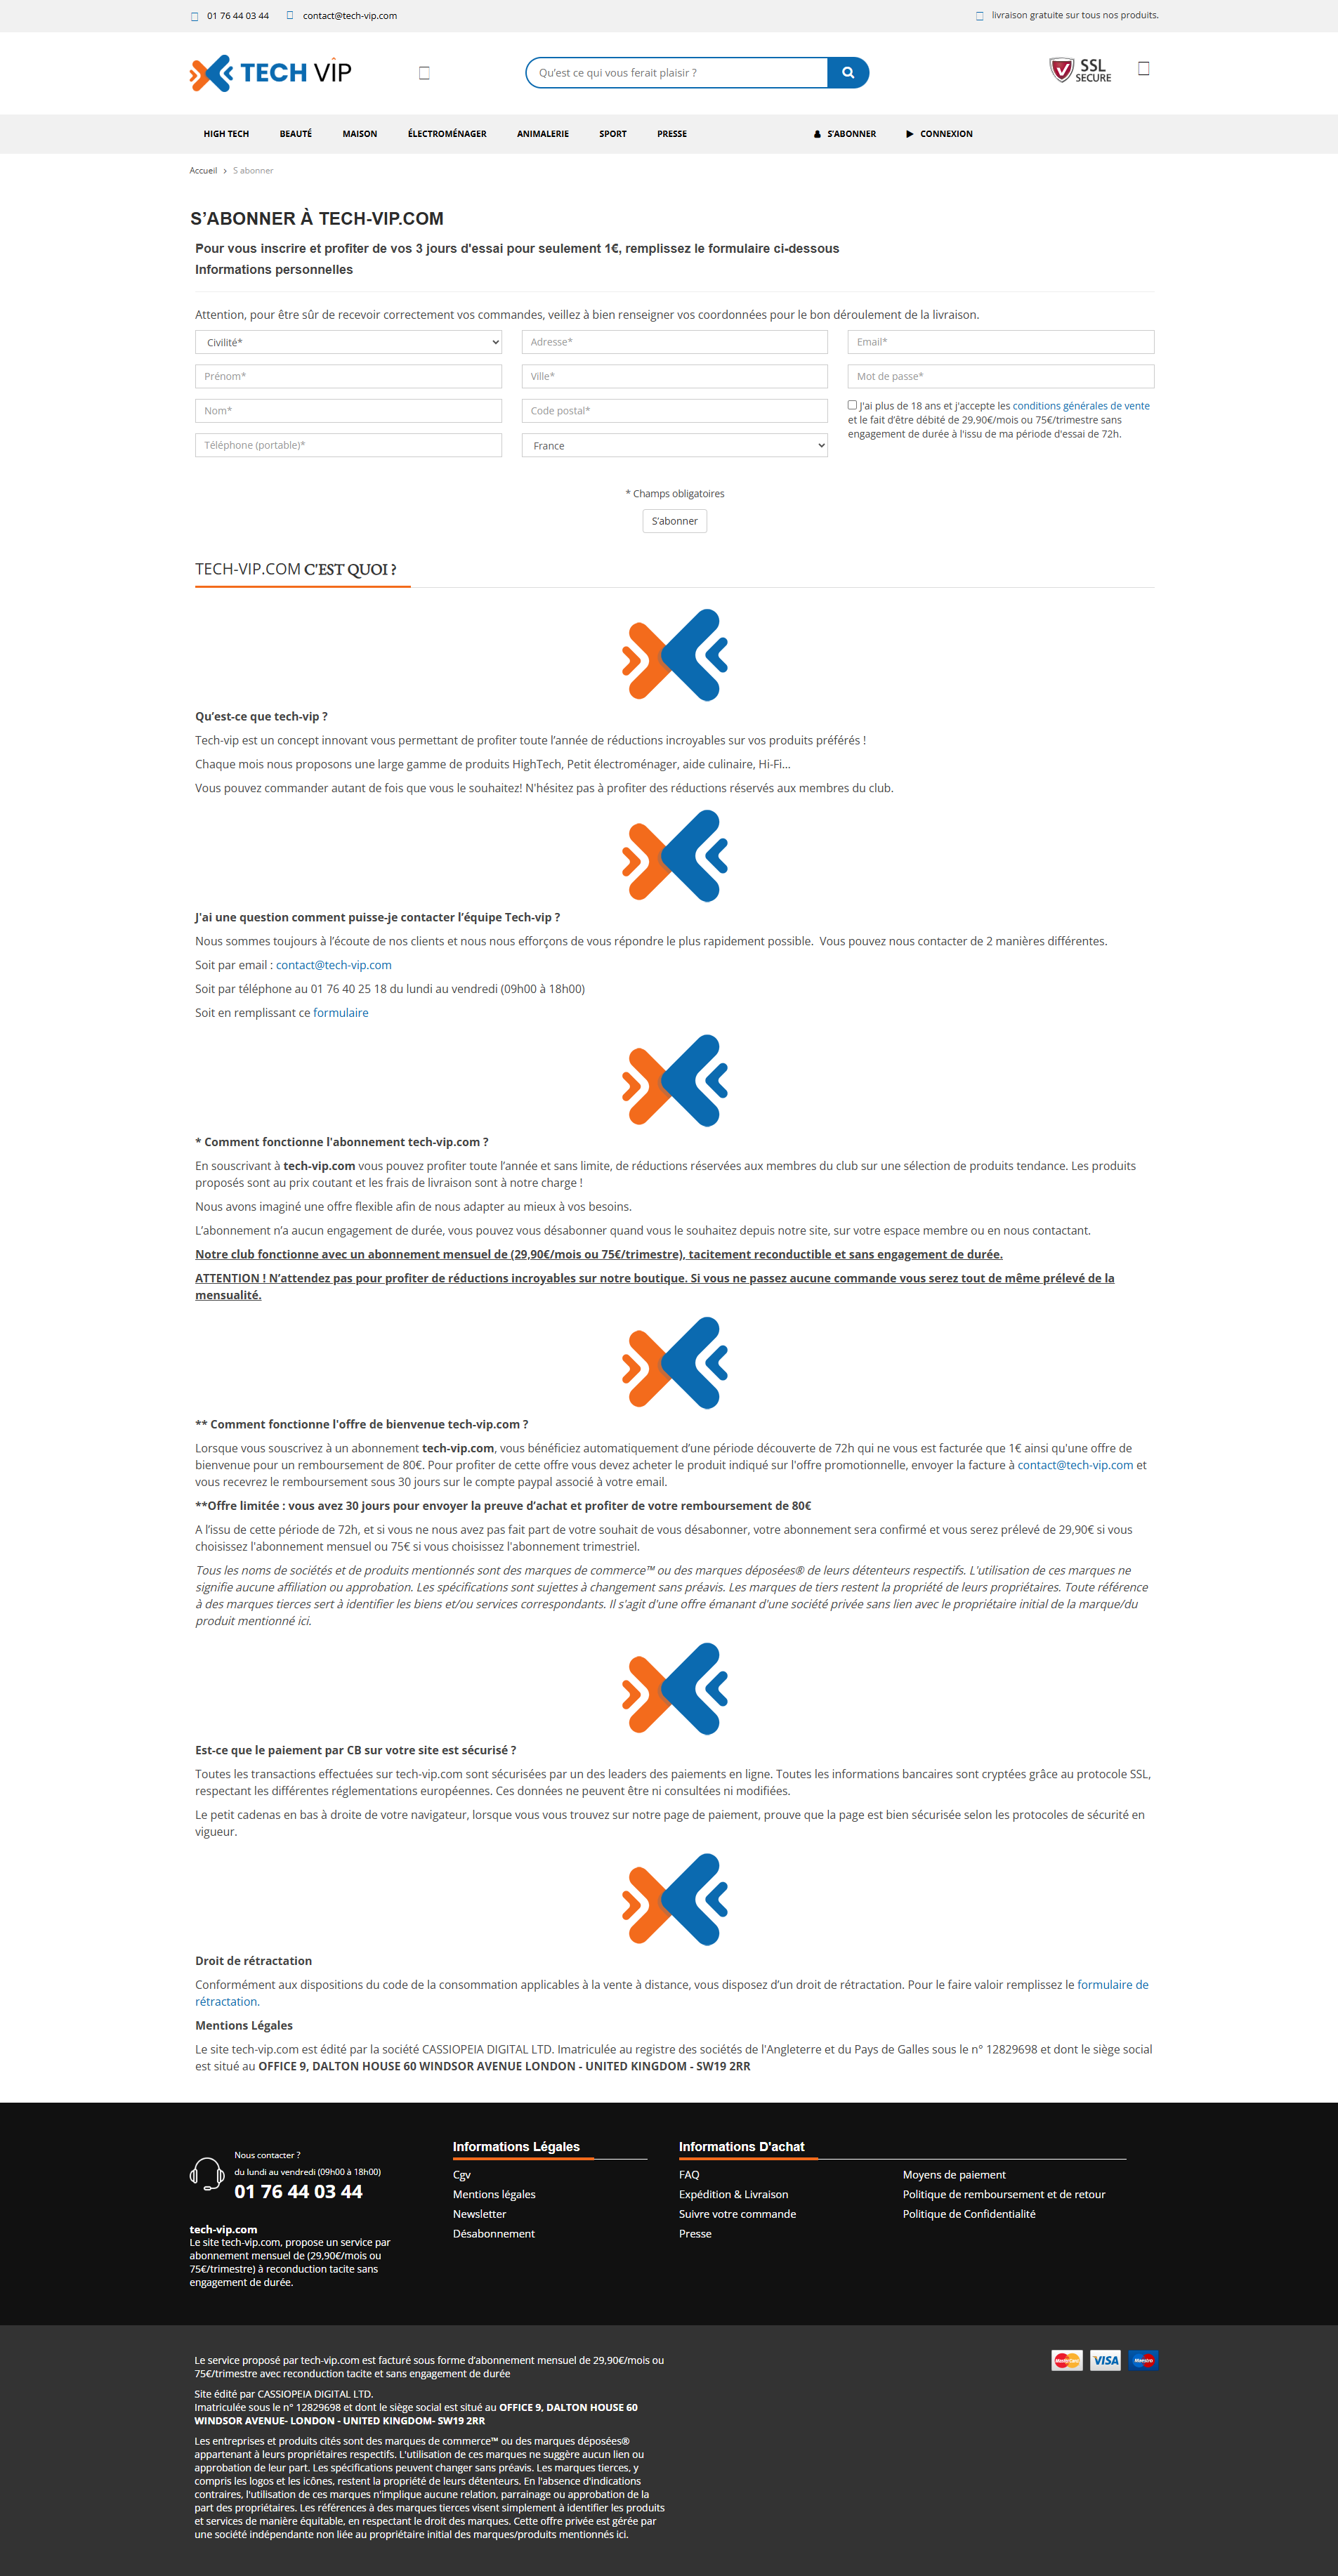 01 76 44 03 44 contact@tech-vip.com livraison gratuite sur tous nos produits.
TECH VIP Qu'est ce qui vous ferait plaisir ? SSL SECURE
HIGH TECH BEAUTÉ MAISON ÉLECTROMÉNAGER ANIMALERIE SPORT PRESSE S'ABONNER CONNEXION
Accueil > S abonner
S'ABONNER À TECH-VIP.COM
Pour vous inscrire et profiter de vos 3 jours d'essai pour seulement 1€, remplissez le formulaire ci-dessous
Informations personnelles
Attention, pour être sûr de recevoir correctement vos commandes, veillez à bien renseigner vos coordonnées pour le bon déroulement de la livraison.
Civilité* Adresse* Email*
Prénom* Ville* Mot de passe*
Nom* Code postal* J'ai plus de 18 ans et j'accepte les conditions générales de vente
et le fait d'être débité de 29,90€/mois ou 75€/trimestre sans
engagement de durée à l'issu de ma période d'essai de 72h.
Téléphone (portable)* France
* Champs obligatoires
S'abonner
TECH-VIP.COM C'EST QUOI ?
Qu'est-ce que tech-vip ?
Tech-vip est un concept innovant vous permettant de profiter toute l'année de réductions incroyables sur vos produits préférés !
Chaque mois nous proposons une large gamme de produits HighTech, Petit électroménager, aide culinaire, Hi-Fi...
Vous pouvez commander autant de fois que vous le souhaitez! N'hésitez pas à profiter des réductions réservés aux membres du club.
J'ai une question comment puisse-je contacter l'équipe Tech-vip ?
Nous sommes toujours à l'écoute de nos clients et nous nous efforçons de vous répondre le plus rapidement possible. Vous pouvez nous contacter de 2 manières différentes.
Soit par email : contact@tech-vip.com
Soit par téléphone au 01 76 40 25 18 du lundi au vendredi (09h00 à 18h00)
Soit en remplissant ce formulaire
* Comment fonctionne l'abonnement tech-vip.com ?
En souscrivant à tech-vip.com vous pouvez profiter toute l'année et sans limite, de réductions réservées aux membres du club sur une sélection de produits tendance. Les produits
proposés sont au prix coutant et les frais de livraison sont à notre charge !
Nous avons imaginé une offre flexible afin de nous adapter au mieux à vos besoins.
L'abonnement n'a aucun engagement de durée, vous pouvez vous désabonner quand vous le souhaitez depuis notre site, sur votre espace membre ou en nous contactant.
Notre club fonctionne avec un abonnement mensuel de (29,90€/mois ou 75€/trimestre), tacitement reconductible et sans engagement de durée.
ATTENTION ! N'attendez pas pour profiter de réductions incroyables sur notre boutique. Si vous ne passez aucune commande vous serez tout de même prélevé de la
mensualité.
** Comment fonctionne l'offre de bienvenue tech-vip.com ?
Lorsque vous souscrivez à un abonnement tech-vip.com, vous bénéficiez automatiquement d'une période découverte de 72h qui ne vous est facturée que 1€ ainsi qu'une offre de
bienvenue pour un remboursement de 80€. Pour profiter de cette offre vous devez acheter le produit indiqué sur l'offre promotionnelle, envoyer la facture à contact@tech-vip.com et
vous recevrez le remboursement sous 30 jours sur le compte paypal associé à votre email.
**Offre limitée : vous avez 30 jours pour envoyer la preuve d'achat et profiter de votre remboursement de 80€
A l'issu de cette période de 72h, et si vous ne nous avez pas fait part de votre souhait de vous désabonner, votre abonnement sera confirmé et vous serez prélevé de 29,90€ si vous
choisissez l'abonnement mensuel ou 75€ si vous choisissez l'abonnement trimestriel.
Tous les noms de sociétés et de produits mentionnés sont des marques de commerce™ ou des marques déposées® de leurs détenteurs respectifs. L'utilisation de ces marques ne
signifie aucune affiliation ou approbation. Les spécifications sont sujettes à changement sans préavis. Les marques de tiers restent la propriété de leurs propriétaires. Toute référence
à des marques tierces sert à identifier les biens et/ou services correspondants. Il s'agit d'une offre émanant d'une société privée sans lien avec le propriétaire initial de la marque/du
produit mentionné ici.
Est-ce que le paiement par CB sur votre site est sécurisé ?
Toutes les transactions effectuées sur tech-vip.com sont sécurisées par un des leaders des paiements en ligne. Toutes les informations bancaires sont cryptées grâce au protocole SSL,
respectant les différentes réglementations européennes. Ces données ne peuvent être ni consultées ni modifiées.
Le petit cadenas en bas à droite de votre navigateur, lorsque vous vous trouvez sur notre page de paiement, prouve que la page est bien sécurisée selon les protocoles de sécurité en
vigueur.
Droit de rétractation
Conformément aux dispositions du code de la consommation applicables à la vente à distance, vous disposez d'un droit de rétractation. Pour le faire valoir remplissez le formulaire de
rétractation.
Mentions Légales
Le site tech-vip.com est édité par la société CASSIOPEIA DIGITAL LTD. Imatriculée au registre des sociétés de l'Angleterre et du Pays de Galles sous le n° 12829698 et dont le siège social
est situé au OFFICE 9, DALTON HOUSE 60 WINDSOR AVENUE LONDON - UNITED KINGDOM - SW19 2RR
Nous contacter ?
du lundi au vendredi (09h00 à 18h00)
01 76 44 03 44
tech-vip.com
Le site tech-vip.com, propose un service par
abonnement mensuel de (29,90€/mois ou
75€/trimestre) à reconduction tacite sans
engagement de durée.
Informations Légales
Cgv
Mentions légales
Newsletter
Désabonnement
Informations D'achat
FAQ
Expédition & Livraison
Suivre votre commande
Presse
Moyens de paiement
Politique de remboursement et de retour
Politique de Confidentialité
Le service proposé par tech-vip.com est facturé sous forme d'abonnement mensuel de 29,90€/mois ou
75€/trimestre avec reconduction tacite et sans engagement de durée
Site édité par CASSIOPEIA DIGITAL LTD.
Imatriculée sous le n° 12829698 et dont le siège social est situé au OFFICE 9, DALTON HOUSE 60
WINDSOR AVENUE- LONDON - UNITED KINGDOM- SW19 2RR
Les entreprises et produits cités sont des marques de commerce™ ou des marques déposées®
appartenant à leurs propriétaires respectifs. L'utilisation de ces marques ne suggère aucun lien ou
approbation de leur part. Les spécifications peuvent changer sans préavis. Les marques tierces, y
compris les logos et les icônes, restent la propriété de leurs détenteurs. En l'absence d'indications
contraires, l'utilisation de ces marques n'implique aucune relation, parrainage ou approbation de la
part des propriétaires. Les références à des marques tierces visent simplement à identifier les produits
et services de manière équitable, en respectant le droit des marques. Cette offre privée est gérée par
une société indépendante non liée au propriétaire initial des marques/produits mentionnés ici.
MasterCard VISA Maestro